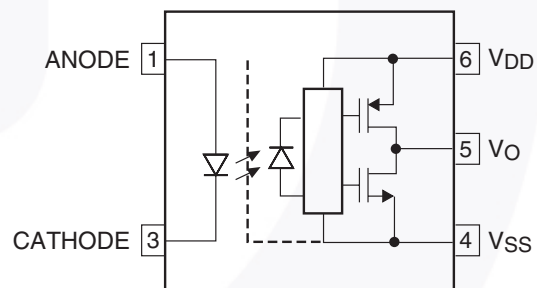 ANODE 1
6 VDD
5 VO
CATHODE 3
4 VSS